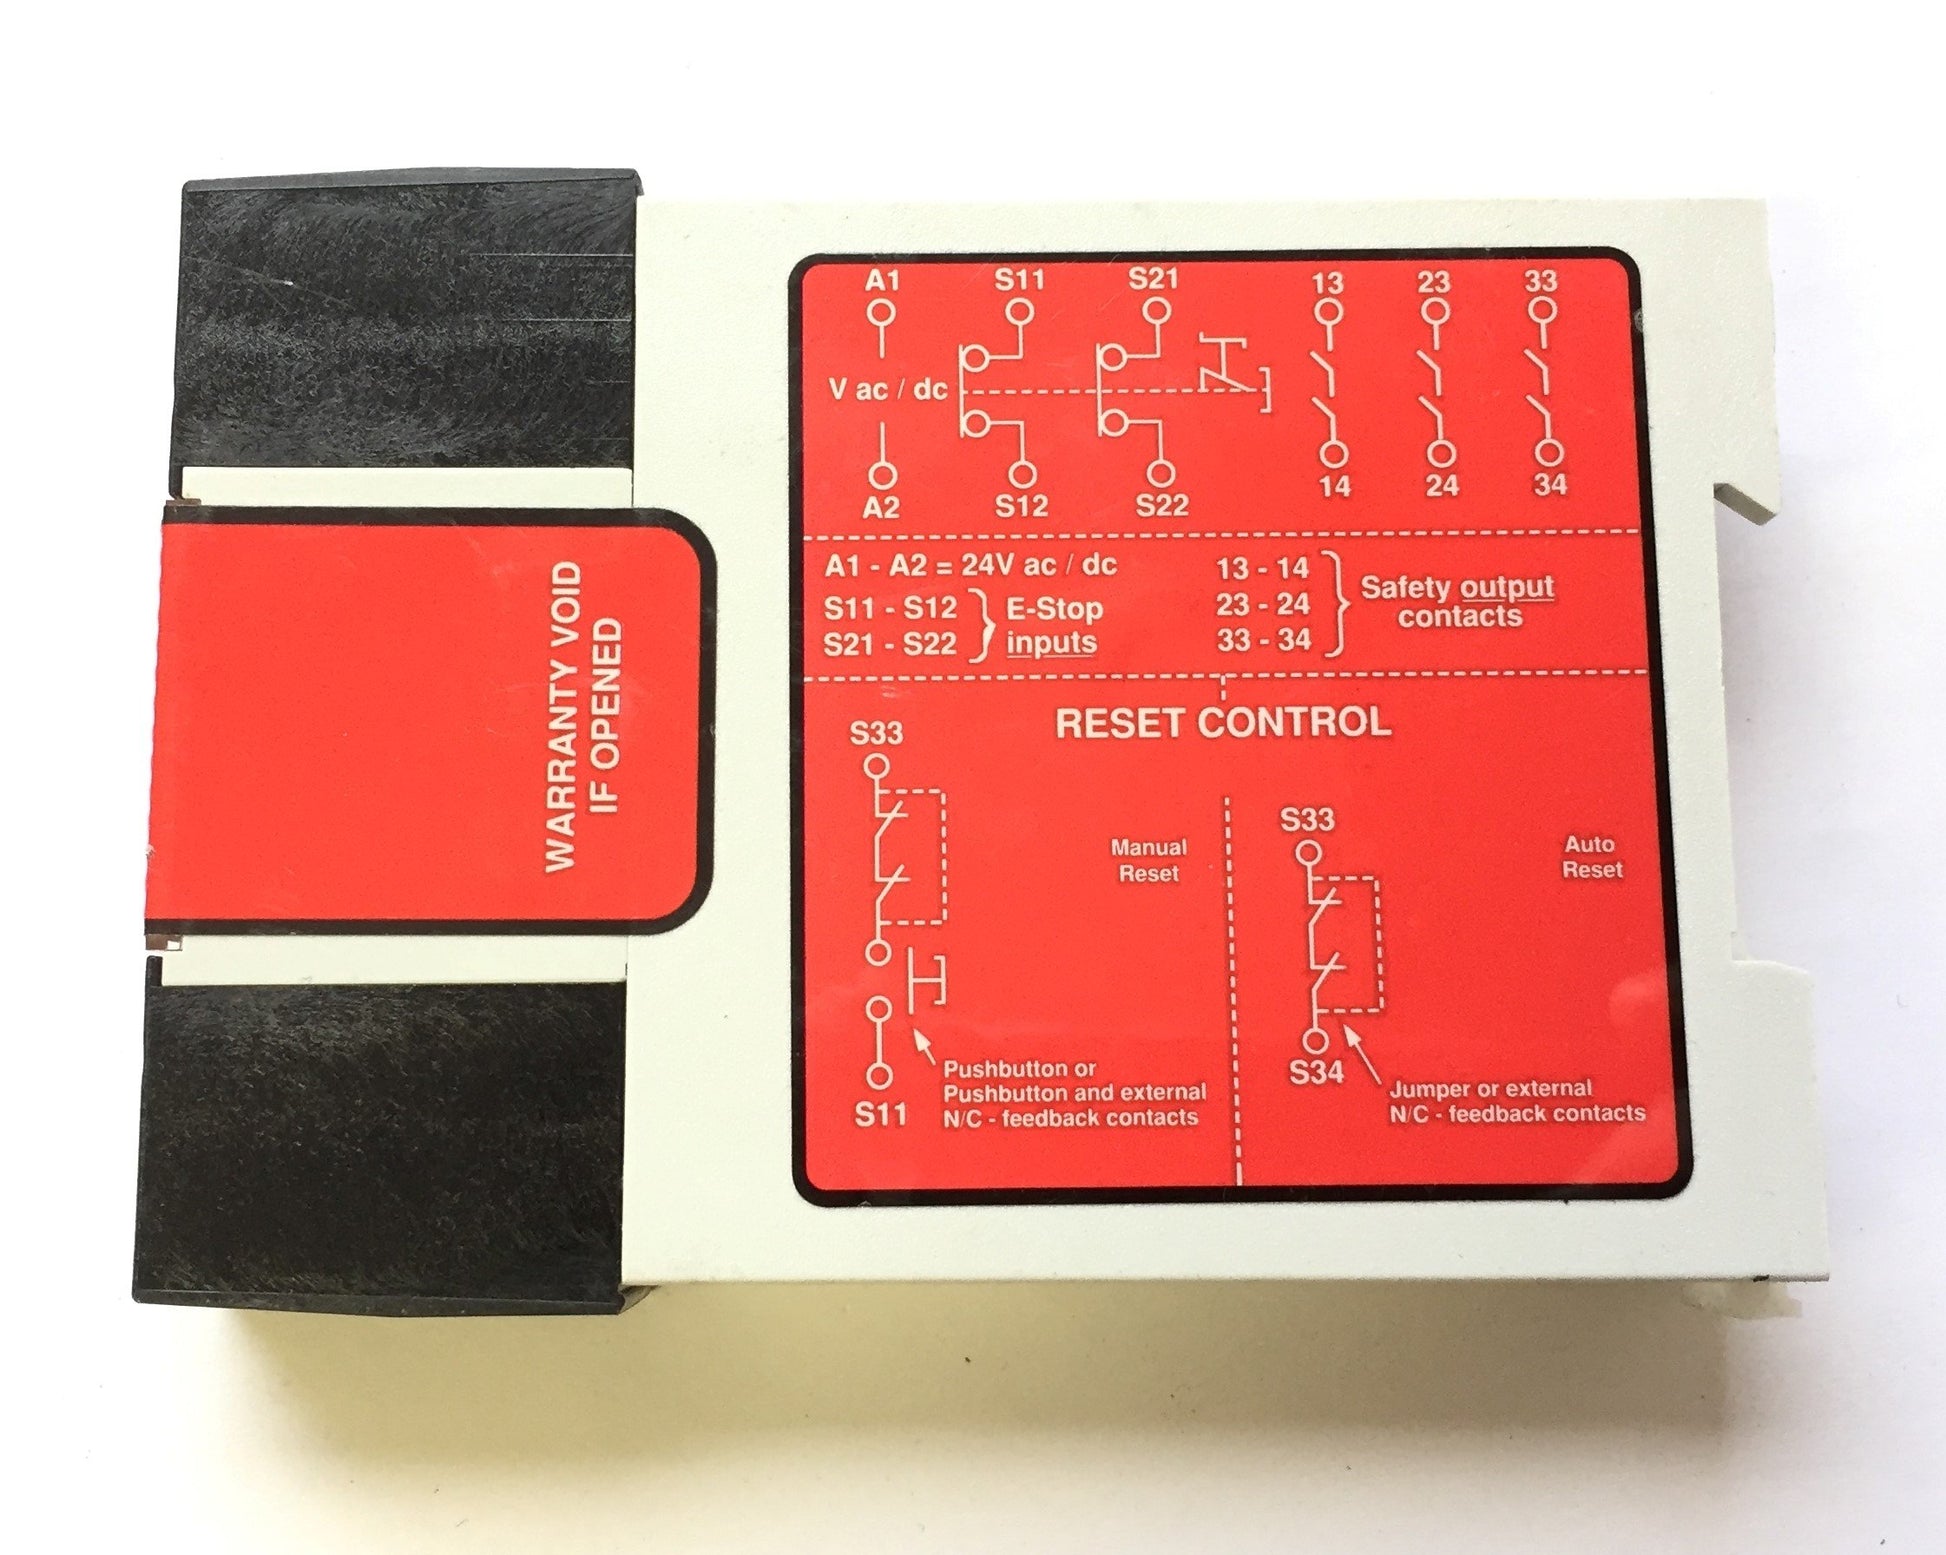 WARRANTY VOID
IF OPENED
A1 S11 S21 13 23 33
V ac / dc
A2 S12 S22 14 24 34
A1 - A2 = 24V ac / dc
S11 - S12
S21 - S22
E-Stop
inputs
13 - 14
23 - 24
33 - 34
Safety output
contacts
RESET CONTROL
S33
Manual
Reset
Pushbutton or
Pushbutton and external
N/C - feedback contacts
S11
S33
Auto
Reset
S34
Jumper or external
N/C - feedback contacts